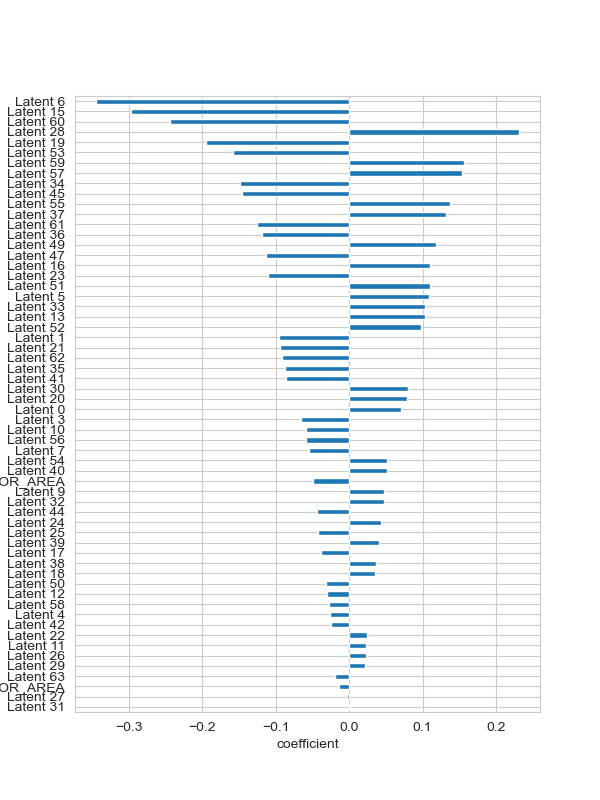 Latent 6
Latent 15
Latent 60
Latent 28
Latent 19
Latent 53
Latent 59
Latent 57
Latent 34
Latent 45
Latent 55
Latent 37
Latent 61
Latent 36
Latent 49
Latent 47
Latent 16
Latent 23
Latent 51
Latent 5
Latent 33
Latent 13
Latent 52
Latent 1
Latent 21
Latent 62
Latent 35
Latent 41
Latent 30
Latent 20
Latent 0
Latent 3
Latent 10
Latent 56
Latent 7
Latent 54
Latent 40
OR_AREA
Latent 9
Latent 32
Latent 44
Latent 24
Latent 25
Latent 39
Latent 17
Latent 38
Latent 18
Latent 50
Latent 12
Latent 58
Latent 4
Latent 42
Latent 22
Latent 11
Latent 26
Latent 29
Latent 63
OR_AREA
Latent 27
Latent 31
−0.3 −0.2 −0.1 0.0 0.1 0.2
coefficient